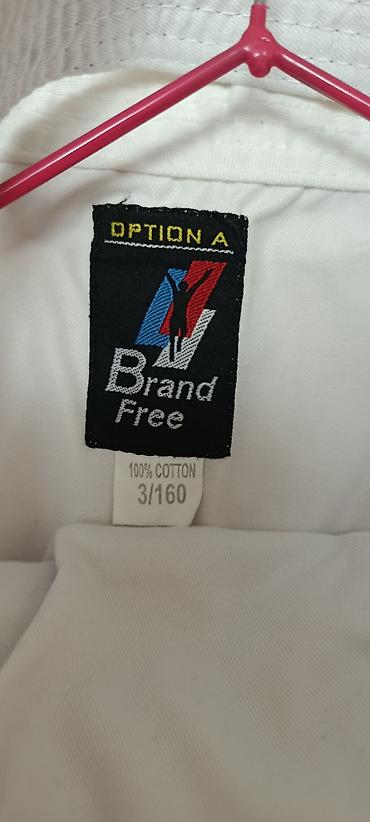 OPTION A
Brand
Free
100% COTTON
3/160